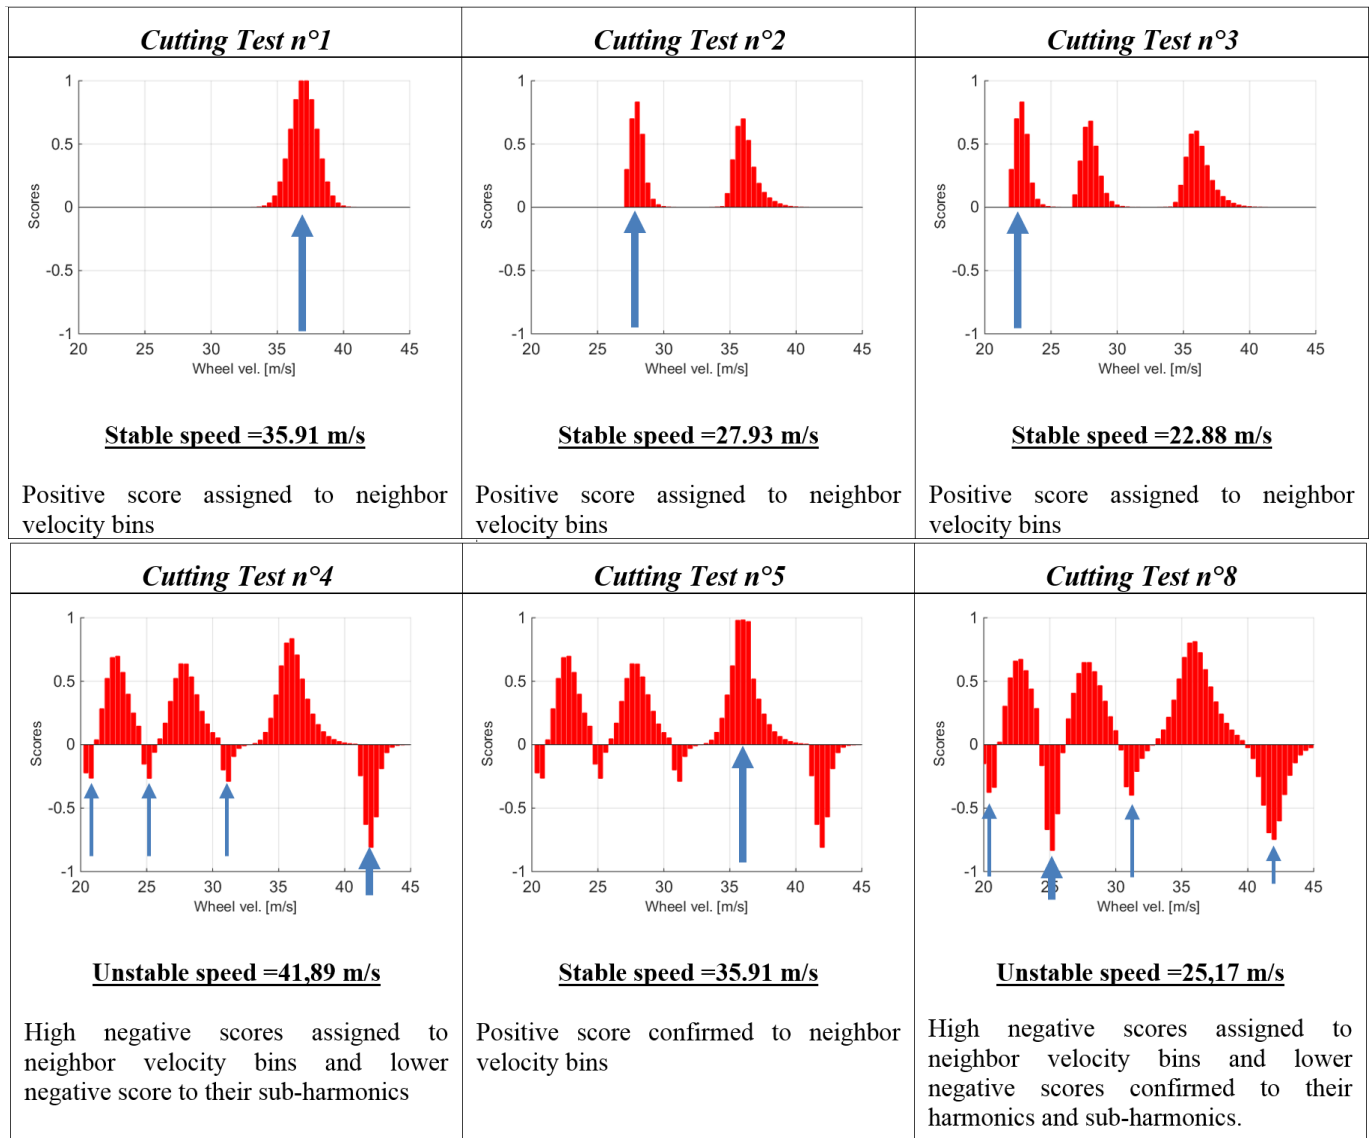 Cutting Test n°1
Cutting Test n°2
Cutting Test n°3
1
0.5
0
-0.5
-1
Scores
20 25 30 35 40 45
Wheel vel. [m/s]
1
0.5
0
-0.5
-1
Scores
20 25 30 35 40 45
Wheel vel. [m/s]
1
0.5
0
-0.5
-1
Scores
20 25 30 35 40 45
Wheel vel. [m/s]
Stable speed =35.91 m/s
Stable speed =27.93 m/s
Stable speed =22.88 m/s
Positive score assigned to neighbor
velocity bins
Positive score assigned to neighbor
velocity bins
Positive score assigned to neighbor
velocity bins
Cutting Test n°4
Cutting Test n°5
Cutting Test n°8
1
0.5
0
-0.5
-1
Scores
20 25 30 35 40 45
Wheel vel. [m/s]
1
0.5
0
-0.5
-1
Scores
20 25 30 35 40 45
Wheel vel. [m/s]
1
0.5
0
-0.5
-1
Scores
20 25 30 35 40 45
Wheel vel. [m/s]
Unstable speed =41,89 m/s
Stable speed =35.91 m/s
Unstable speed =25,17 m/s
High negative scores assigned to
neighbor velocity bins and lower
negative score to their sub-harmonics
Positive score confirmed to neighbor
velocity bins
High negative scores assigned to
neighbor velocity bins and lower
negative scores confirmed to their
harmonics and sub-harmonics.